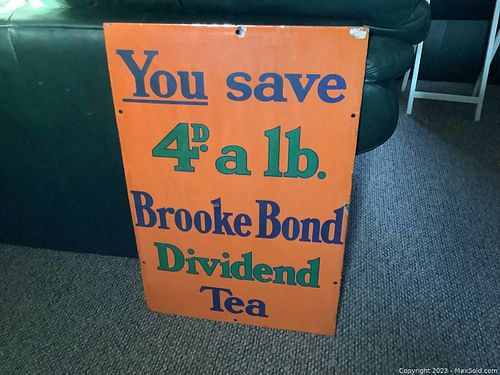 You save
4D. a lb.
Brooke Bond
Dividend
Tea
Copyright 2023 - MaxSold.com